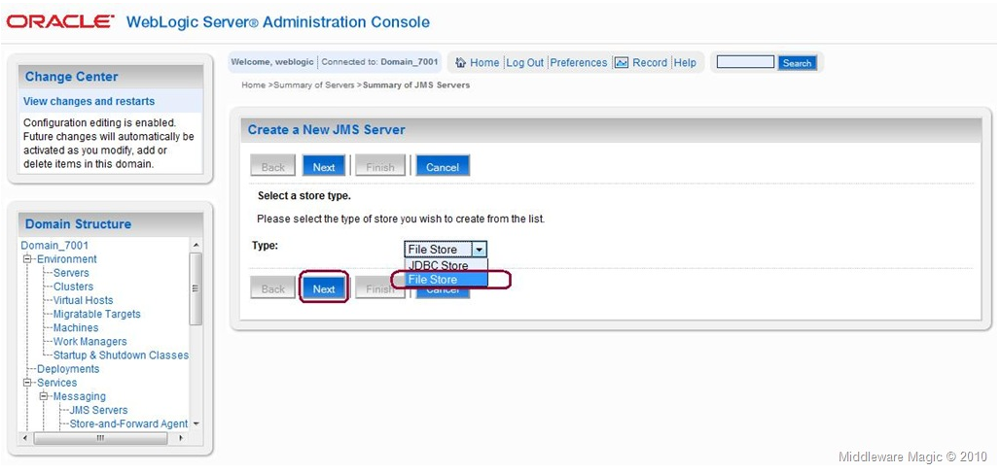 ORACLE® WebLogic Server® Administration Console
Change Center
View changes and restarts
Configuration editing is enabled.
Future changes will automatically be
activated as you modify, add or
delete items in this domain.
Domain Structure
Domain_7001
Environment
Servers
Clusters
Virtual Hosts
Migratable Targets
Machines
Work Managers
Startup & Shutdown Classes
Deployments
Services
Messaging
JMS Servers
Store-and-Forward Agent
Welcome, weblogic Connected to: Domain_7001 Home Log Out Preferences Record Help Search
Home >Summary of Servers >Summary of JMS Servers
Create a New JMS Server
Back Next Finish Cancel
Select a store type.
Please select the type of store you wish to create from the list.
Type: File Store
JDBC Store
File Store
Back Next Finish Cancel
Middleware Magic © 2010